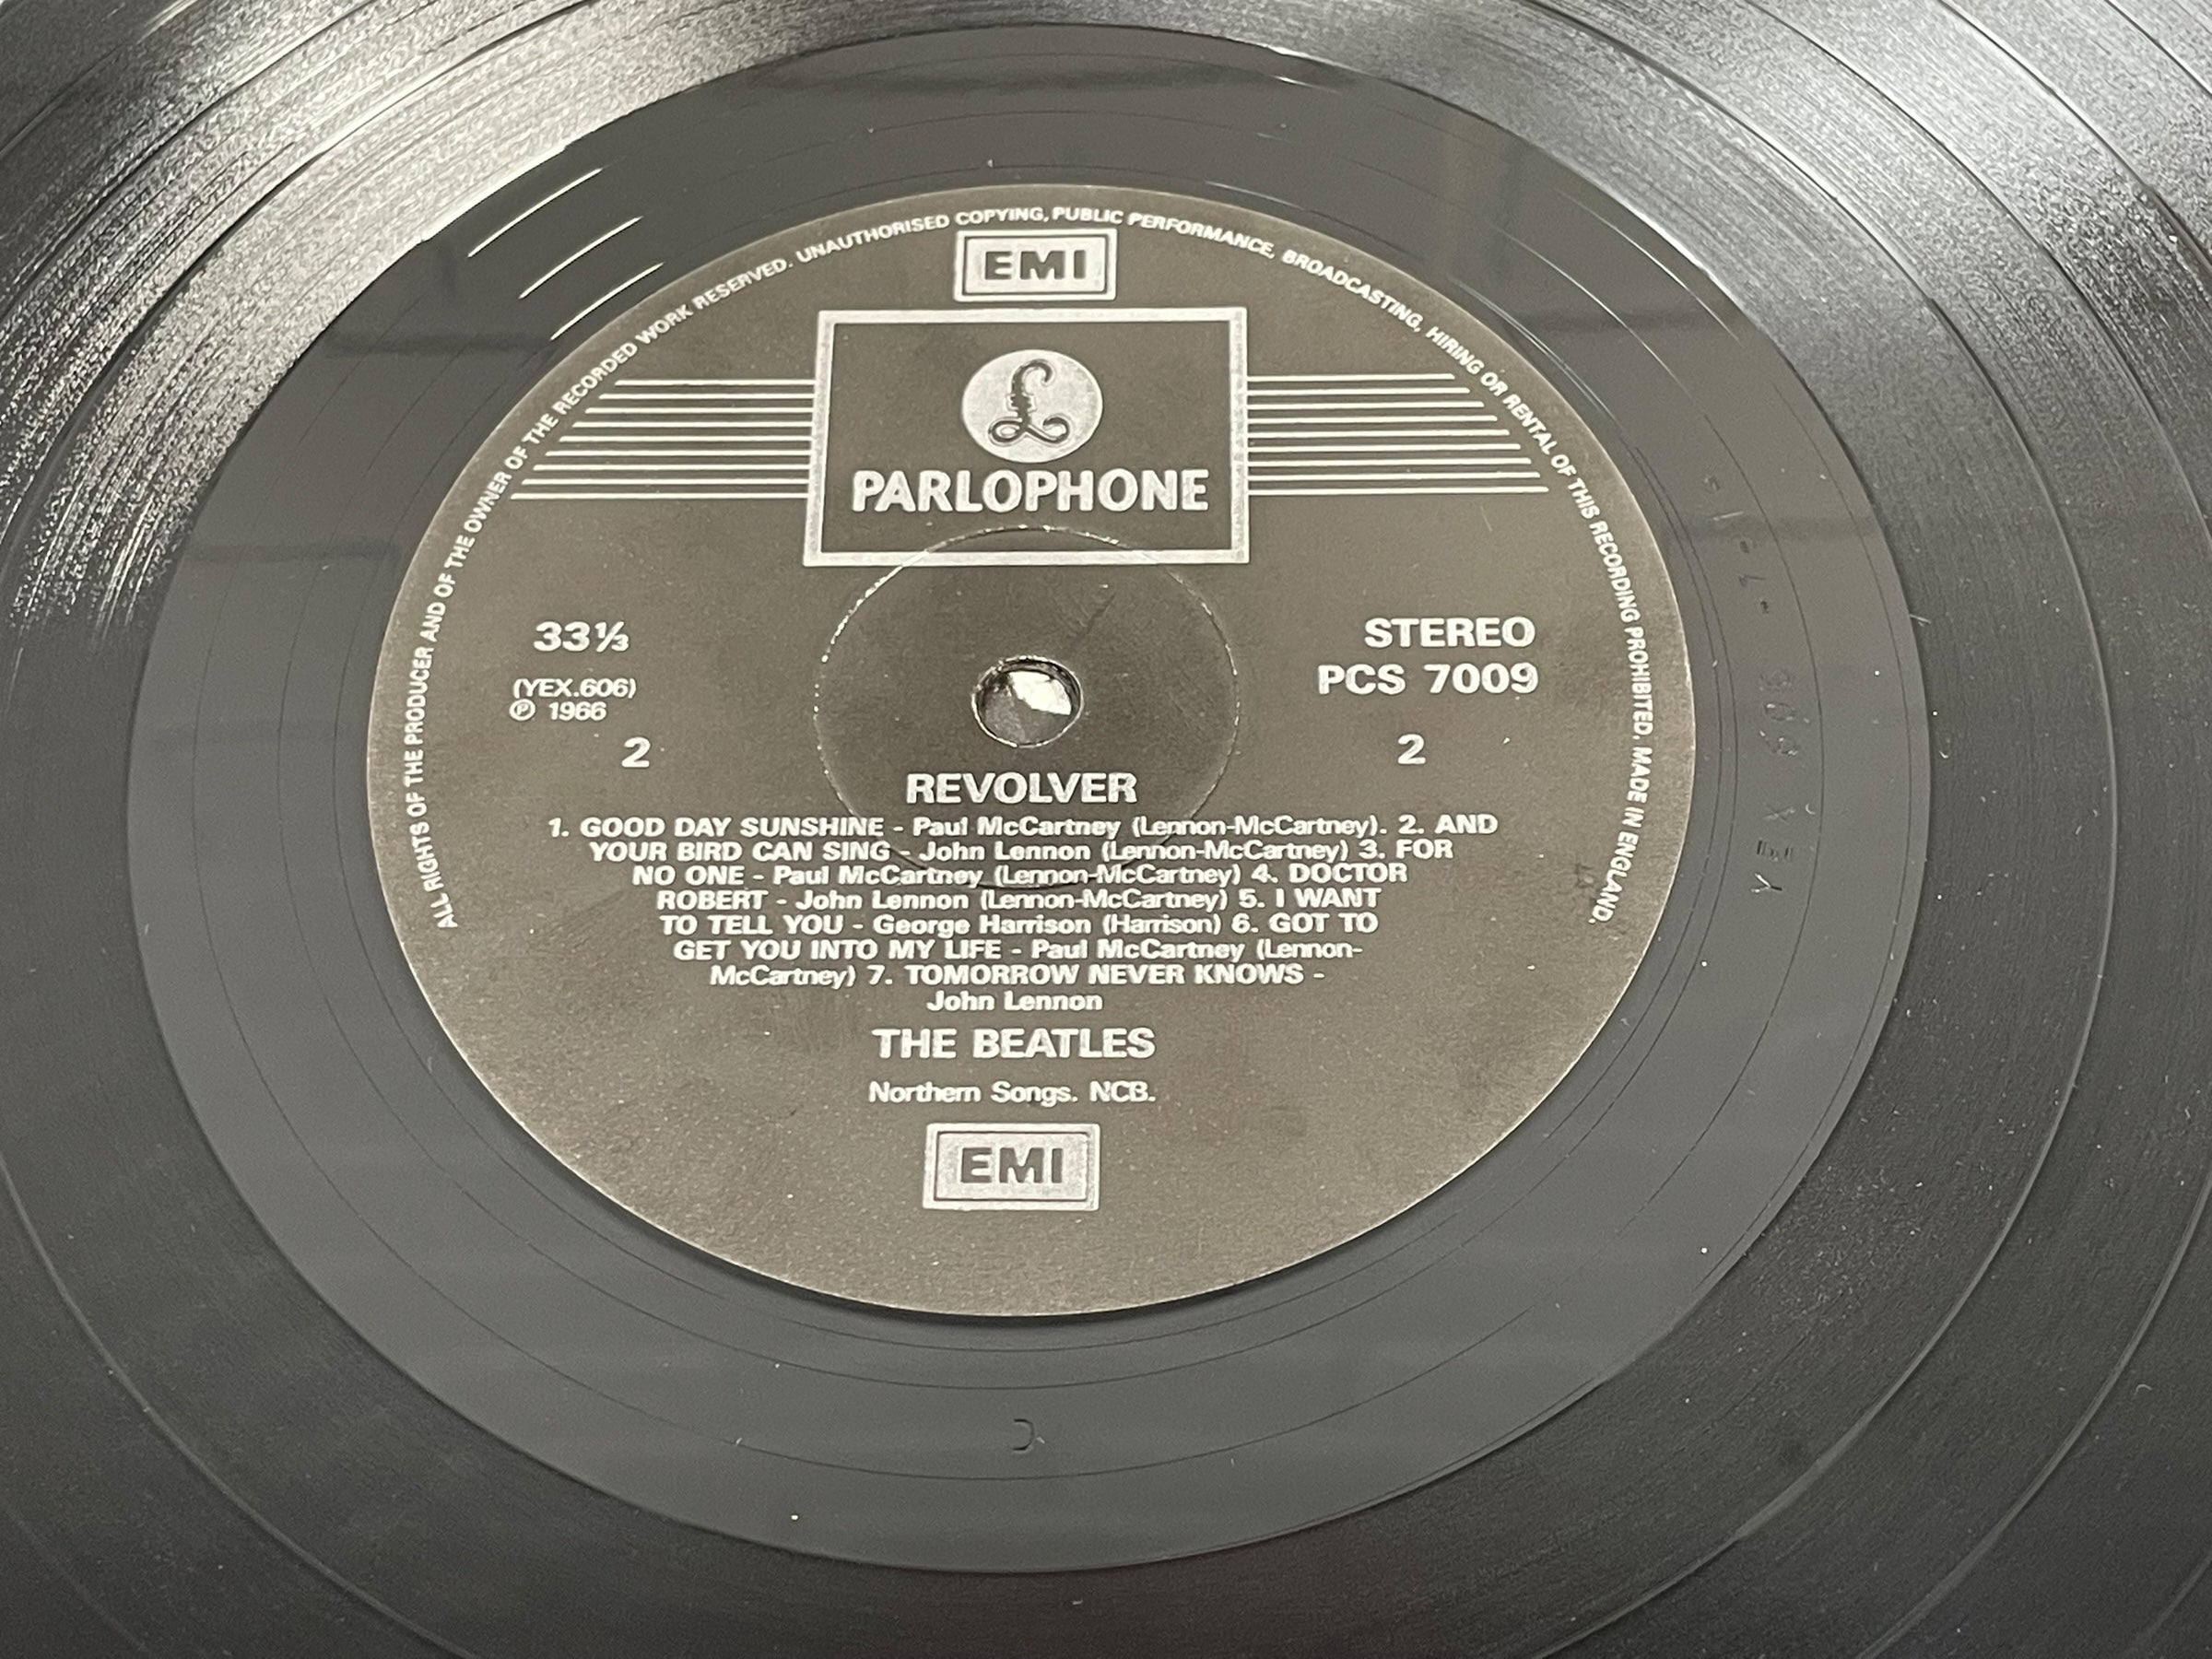 ALL RIGHTS OF THE PRODUCER AND OF THE OWNER OF THE RECORDED WORK RESERVED. UNAUTHORISED COPYING, PUBLIC PERFORMANCE, BROADCASTING, HIRING OR RENTAL OF THIS RECORDING PROHIBITED. MADE IN ENGLAND.
EMI
£
PARLOPHONE
33⅓
STEREO
(YEX.606)
PCS 7009
℗ 1966
2
2
REVOLVER
1. GOOD DAY SUNSHINE - Paul McCartney (Lennon-McCartney). 2. AND
YOUR BIRD CAN SING - John Lennon (Lennon-McCartney) 3. FOR
NO ONE - Paul McCartney (Lennon-McCartney) 4. DOCTOR
ROBERT - John Lennon (Lennon-McCartney) 5. I WANT
TO TELL YOU - George Harrison (Harrison) 6. GOT TO
GET YOU INTO MY LIFE - Paul McCartney (Lennon-
McCartney) 7. TOMORROW NEVER KNOWS -
John Lennon
THE BEATLES
Northern Songs. NCB.
EMI
YEX 606